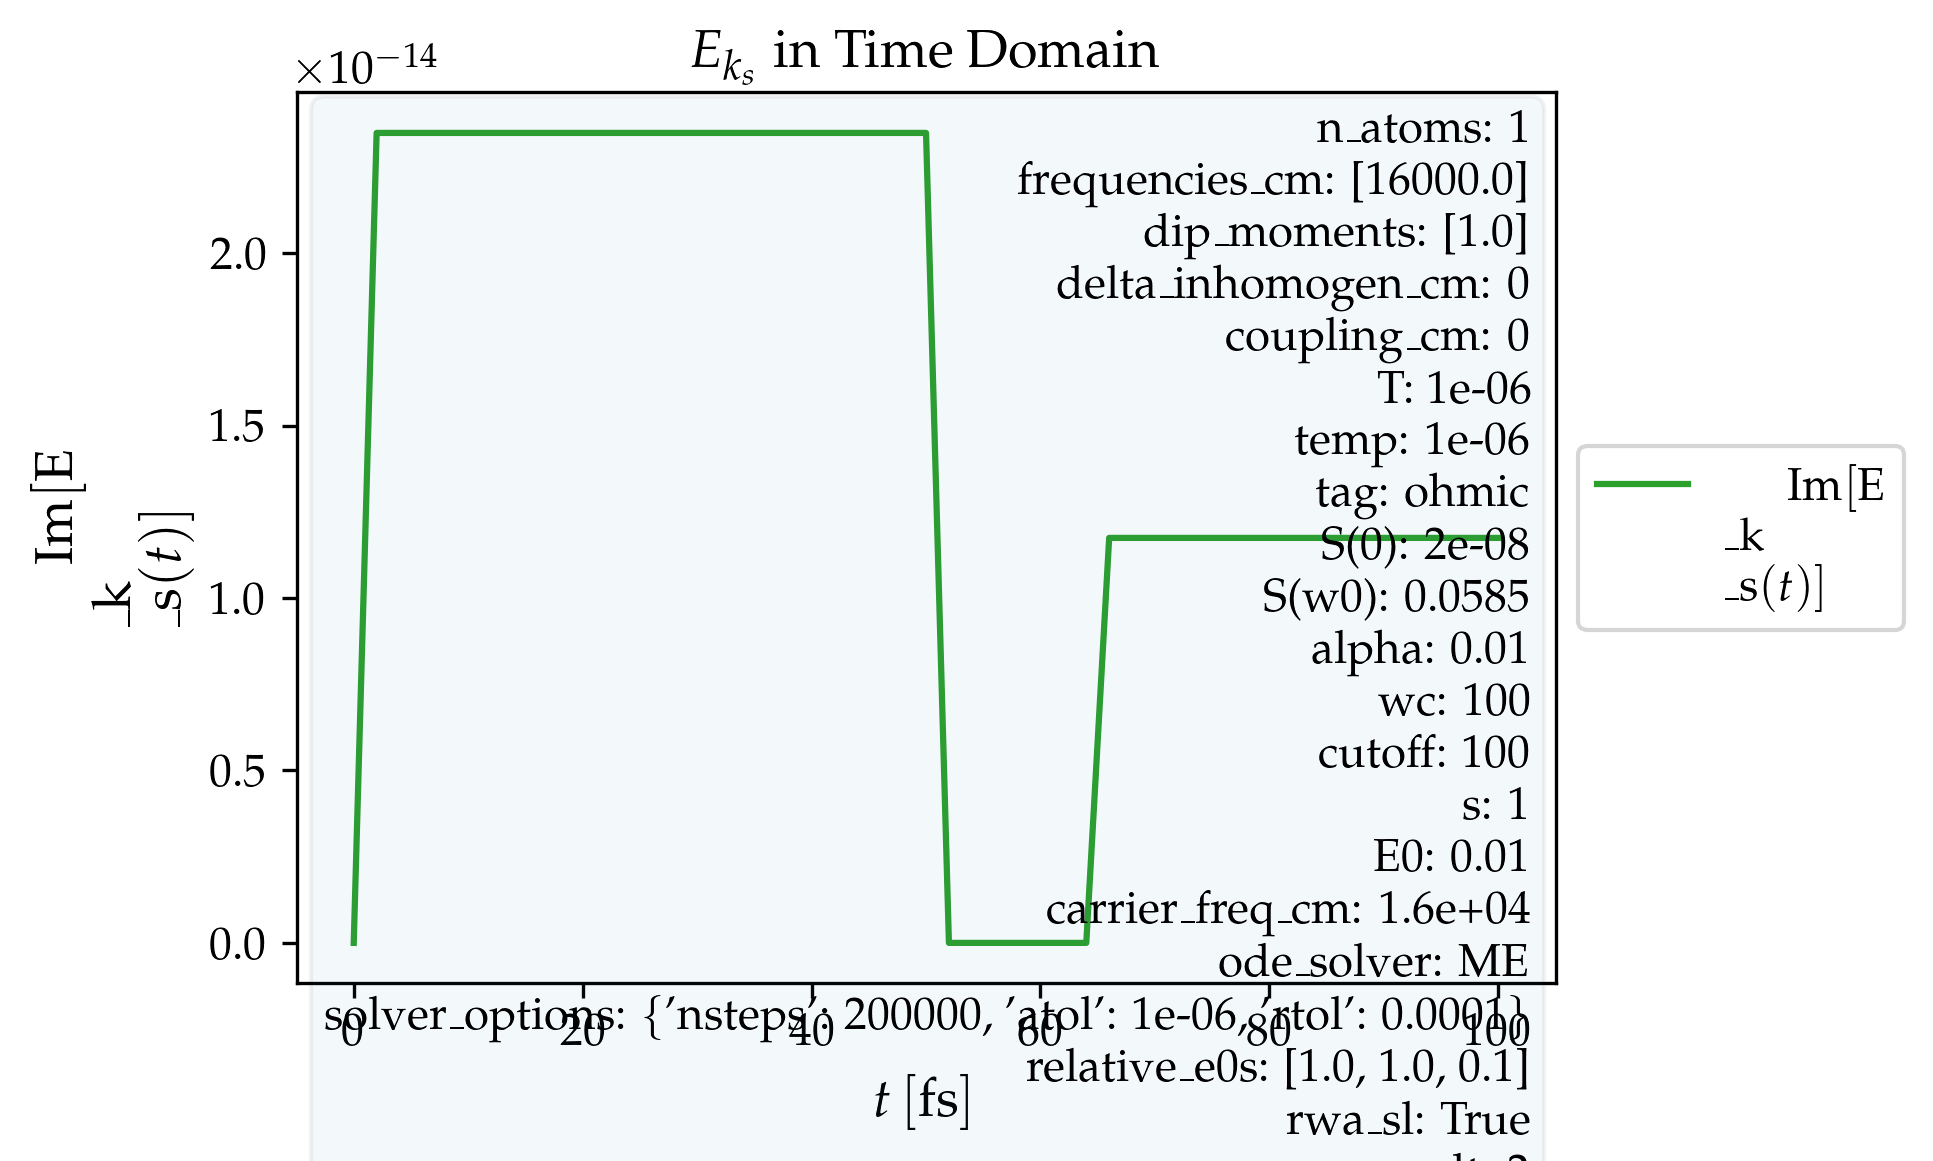 E_{k_s} in Time Domain
×10^{−14}
2.0
1.5
1.0
0.5
0.0
Im[E
_k
_s(t)]
n_atoms: 1
frequencies_cm: [16000.0]
dip_moments: [1.0]
delta_inhomogen_cm: 0
coupling_cm: 0
T: 1e-06
temp: 1e-06
tag: ohmic
S(0): 2e-08
S(w0): 0.0585
alpha: 0.01
wc: 100
cutoff: 100
s: 1
E0: 0.01
carrier_freq_cm: 1.6e+04
ode_solver: ME
solver_options: {'nsteps': 200000, 'atol': 1e-06, 'rtol': 0.0001}
relative_e0s: [1.0, 1.0, 0.1]
rwa_sl: True
0 20 40 60 80 100
t [fs]
Im[E
_k
_s(t)]